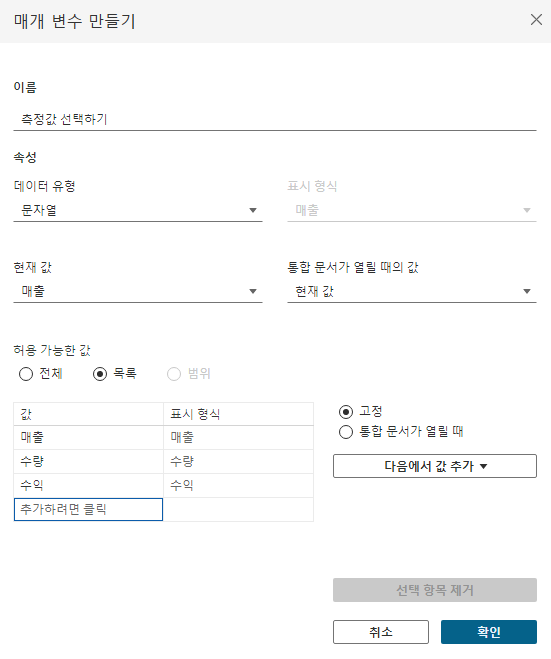 매개 변수 만들기
이름
측정값 선택하기
속성
데이터 유형 표시 형식
문자열 매출
현재 값 통합 문서가 열릴 때의 값
매출 현재 값
허용 가능한 값
전체 목록 범위
값 표시 형식 고정
매출 매출 통합 문서가 열릴 때
수량 수량
수익 수익 다음에서 값 추가
추가하려면 클릭
선택 항목 제거
취소 확인